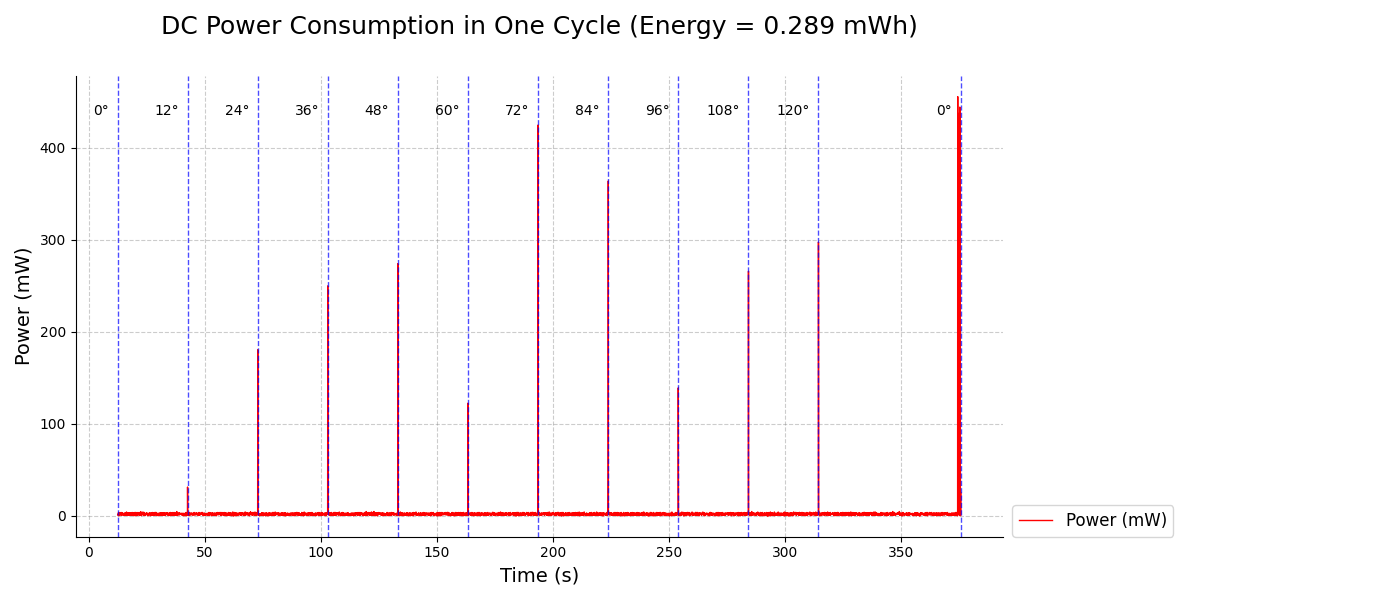 DC Power Consumption in One Cycle (Energy = 0.289 mWh)
0° 12° 24° 36° 48° 60° 72° 84° 96° 108° 120° 0°
400
300
200
100
0
Power (mW)
0 50 100 150 200 250 300 350
Time (s)
Power (mW)